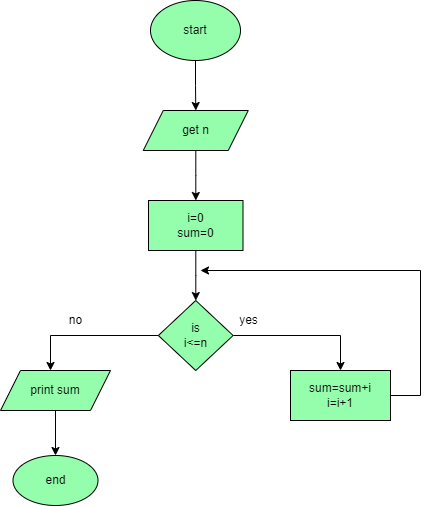 start
get n
i=0
sum=0
is
i<=n
no
yes
print sum
sum=sum+i
i=i+1
end